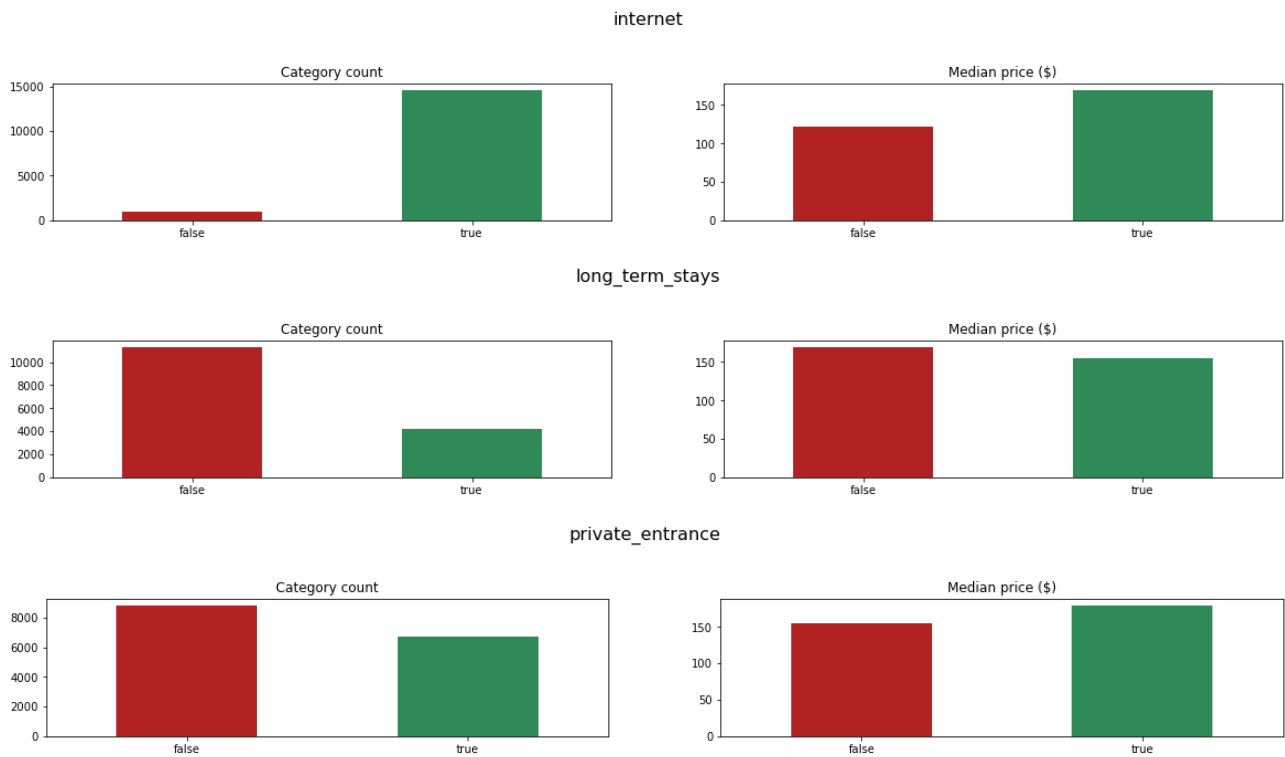 internet
Category count
Median price ($)
15000
10000
5000
0
false
true
150
100
50
0
false
true
long_term_stays
Category count
Median price ($)
10000
8000
6000
4000
2000
0
false
true
150
100
50
0
false
true
private_entrance
Category count
Median price ($)
8000
6000
4000
2000
0
false
true
150
100
50
0
false
true